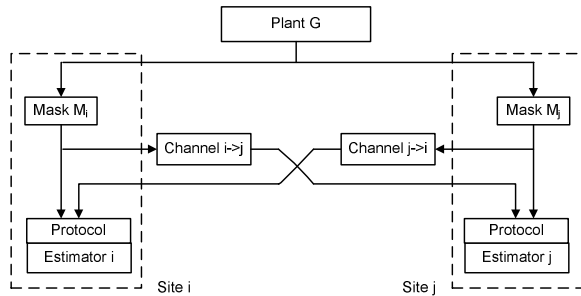 Plant G
Mask Mi
Mask Mj
Channel i->j
Channel j->i
Protocol
Estimator i
Protocol
Estimator j
Site i
Site j